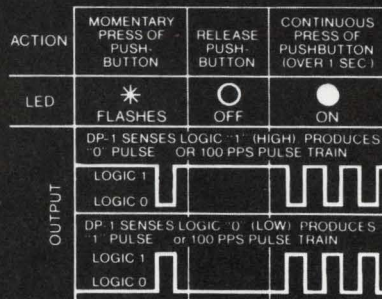 ACTION
MOMENTARY
PRESS OF
PUSH-
BUTTON
RELEASE
PUSH-
BUTTON
CONTINUOUS
PRESS OF
PUSHBUTTON
(OVER 1 SEC)
LED
FLASHES
OFF
ON
OUTPUT
DP-1 SENSES LOGIC "1" (HIGH) PRODUCES
"0" PULSE OR 100 PPS PULSE TRAIN
LOGIC 1
LOGIC 0
DP-1 SENSES LOGIC "0" (LOW) PRODUCES
"1" PULSE or 100 PPS PULSE TRAIN
LOGIC 1
LOGIC 0